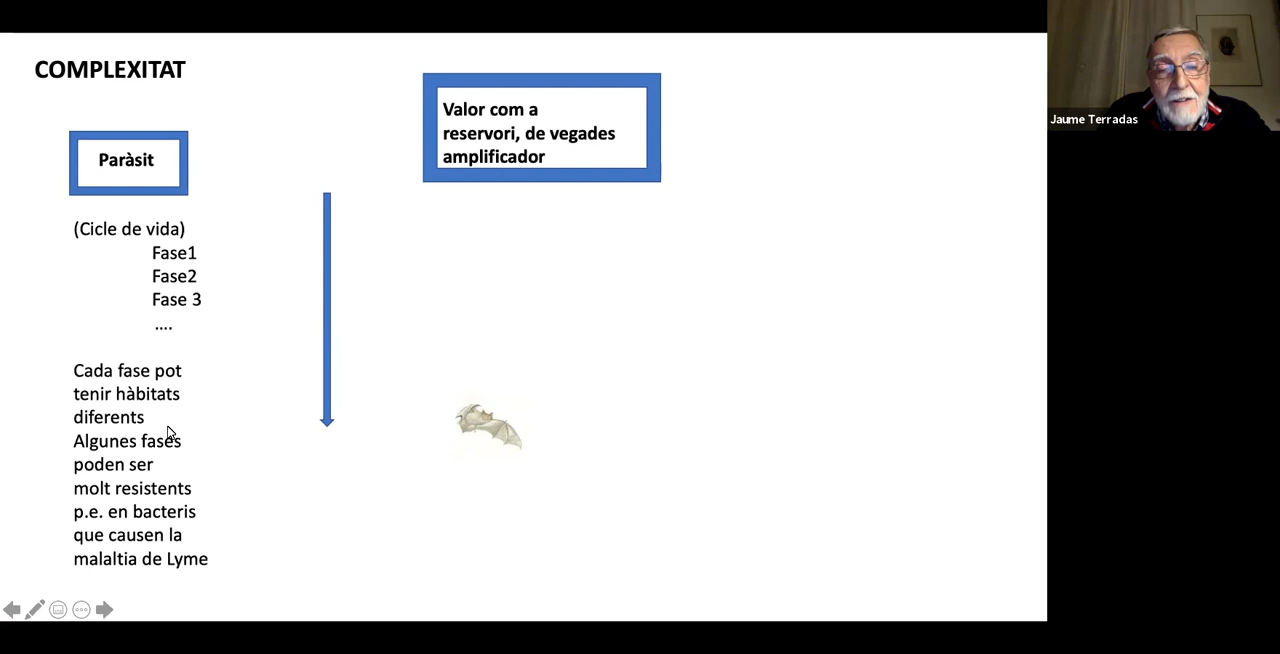 COMPLEXITAT
Valor com a
reservori, de vegades
amplificador
Jaume Terradas
Paràsit
(Cicle de vida)
Fase1
Fase2
Fase 3
....
Cada fase pot
tenir hàbitats
diferents
Algunes fases
poden ser
molt resistents
p.e. en bacteris
que causen la
malaltia de Lyme